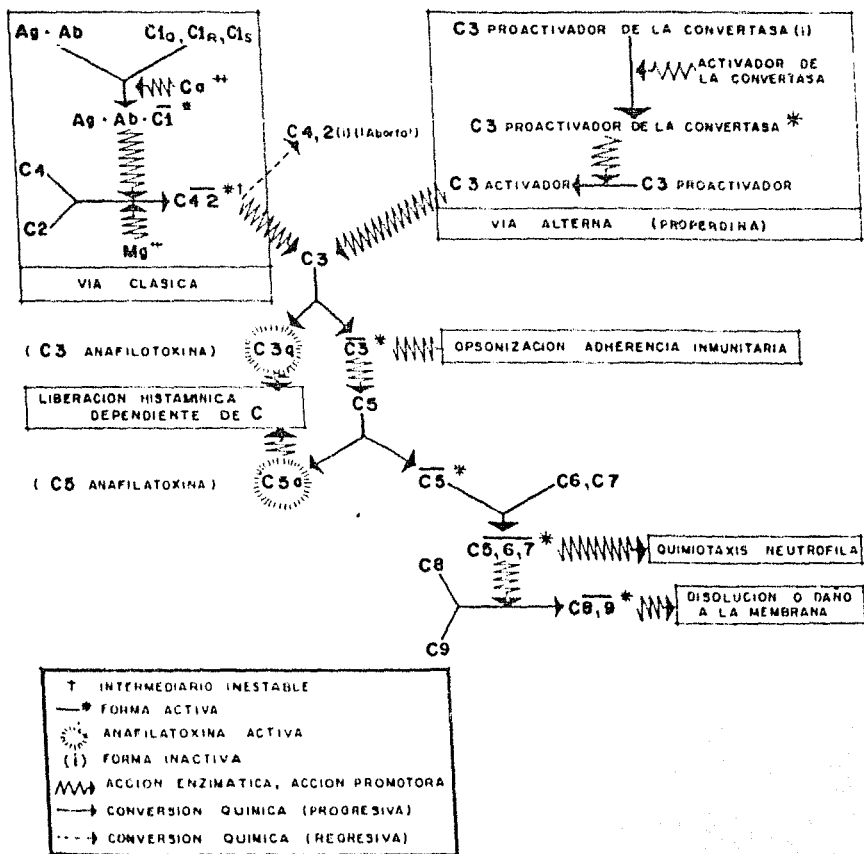 Ag·Ab
C1Q, C1R, C1S
Ca++
Ag·Ab·C1*
C4
C2
C42*†
Mg++
VIA CLASICA
C4,2(i)
C3 PROACTIVADOR DE LA CONVERTASA (i)
ACTIVADOR DE
LA CONVERTASA
C3 PROACTIVADOR DE LA CONVERTASA*
C3 ACTIVADOR
C3 PROACTIVADOR
VIA ALTERNA (PROPERDINA)
C3
(C3 ANAFILOTOXINA)
C3a
C3*
OPSONIZACION ADHERENCIA INMUNITARIA
LIBERACIÓN HISTAMINICA
DEPENDIENTE DE C
C5
(C5 ANAFILATOXINA)
C5a
C5*
C6,C7
C5,6,7*
QUIMIOTAXIS NEUTROFILA
C8
C9
C8,9*
DISOLUCION O DAÑO
A LA MEMBRANA
† INTERMEDIARIO INESTABLE
—* FORMA ACTIVA
ANAFILATOXINA ACTIVA
(i) FORMA INACTIVA
ACCION ENZIMATICA, ACCION PROMOTORA
CONVERSION QUIMICA (PROGRESIVA)
CONVERSION QUIMICA (REGRESIVA)